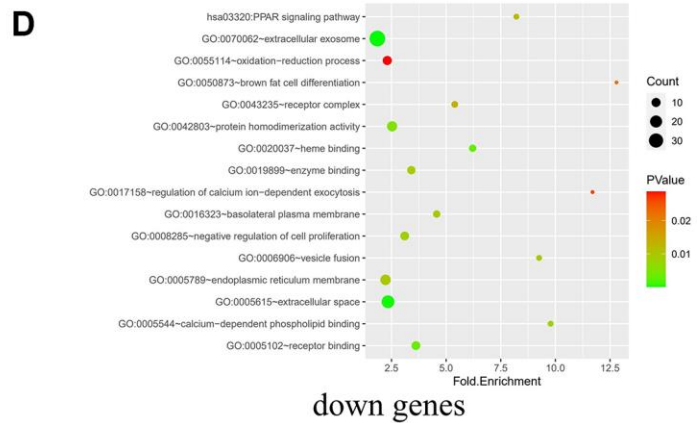 D
hsa03320:PPAR signaling pathway
GO:0070062~extracellular exosome
GO:0055114~oxidation-reduction process
GO:0050873~brown fat cell differentiation
GO:0043235~receptor complex
GO:0042803~protein homodimerization activity
GO:0020037~heme binding
GO:0019899~enzyme binding
GO:0017158~regulation of calcium ion-dependent exocytosis
GO:0016323~basolateral plasma membrane
GO:0008285~negative regulation of cell proliferation
GO:0006906~vesicle fusion
GO:0005789~endoplasmic reticulum membrane
GO:0005615~extracellular space
GO:0005544~calcium-dependent phospholipid binding
GO:0005102~receptor binding
2.5 5.0 7.5 10.0 12.5
Fold.Enrichment
Count
10
20
30
PValue
0.02
0.01
down genes